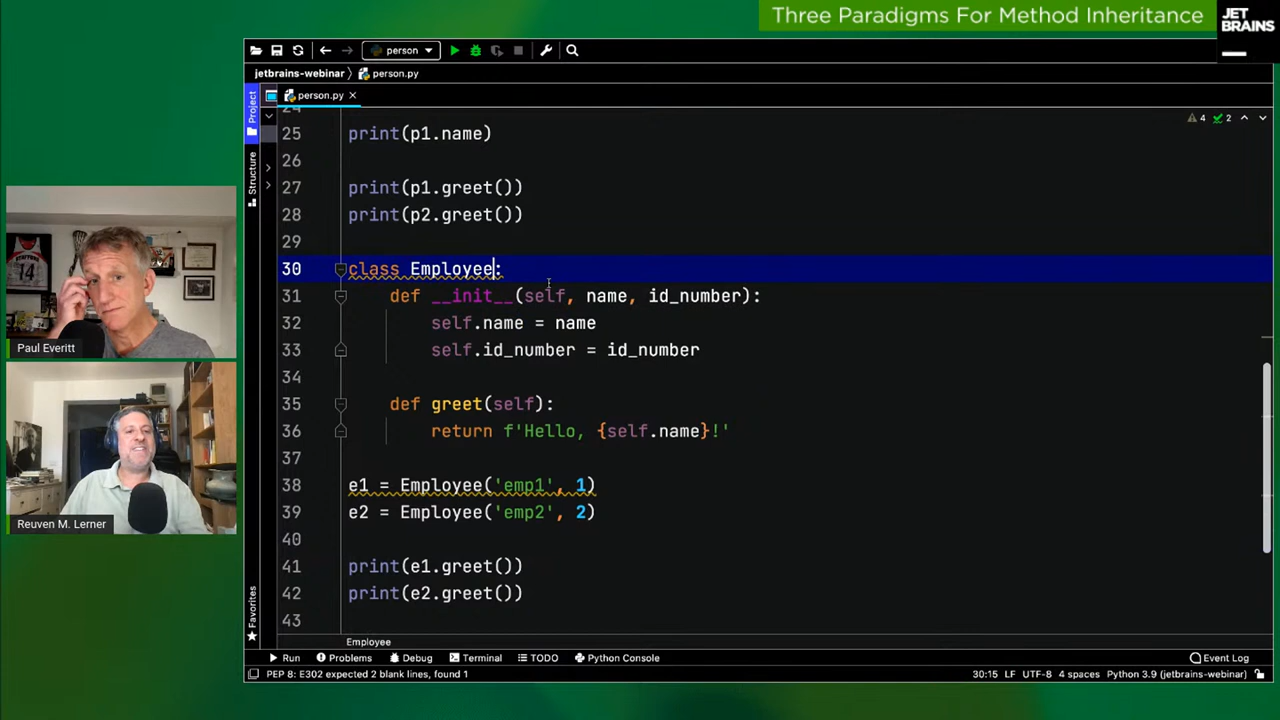 Three Paradigms For Method Inheritance
JET
BRAINS
person
jetbrains-webinar
person.py
Project
Structure
Favorites
person.py
4
2
24
25 print(p1.name)
26
27 print(p1.greet())
28 print(p2.greet())
29
30 class Employee:
31 def __init__(self, name, id_number):
32 self.name = name
33 self.id_number = id_number
34
35 def greet(self):
36 return f'Hello, {self.name}!'
37
38 e1 = Employee('emp1', 1)
39 e2 = Employee('emp2', 2)
40
41 print(e1.greet())
42 print(e2.greet())
43
Employee
Run Problems Debug Terminal TODO Python Console Event Log
PEP 8: E302 expected 2 blank lines, found 1 30:15 LF UTF-8 4 spaces Python 3.9 (jetbrains-webinar)
14
Paul Everitt
Reuven M. Lerner